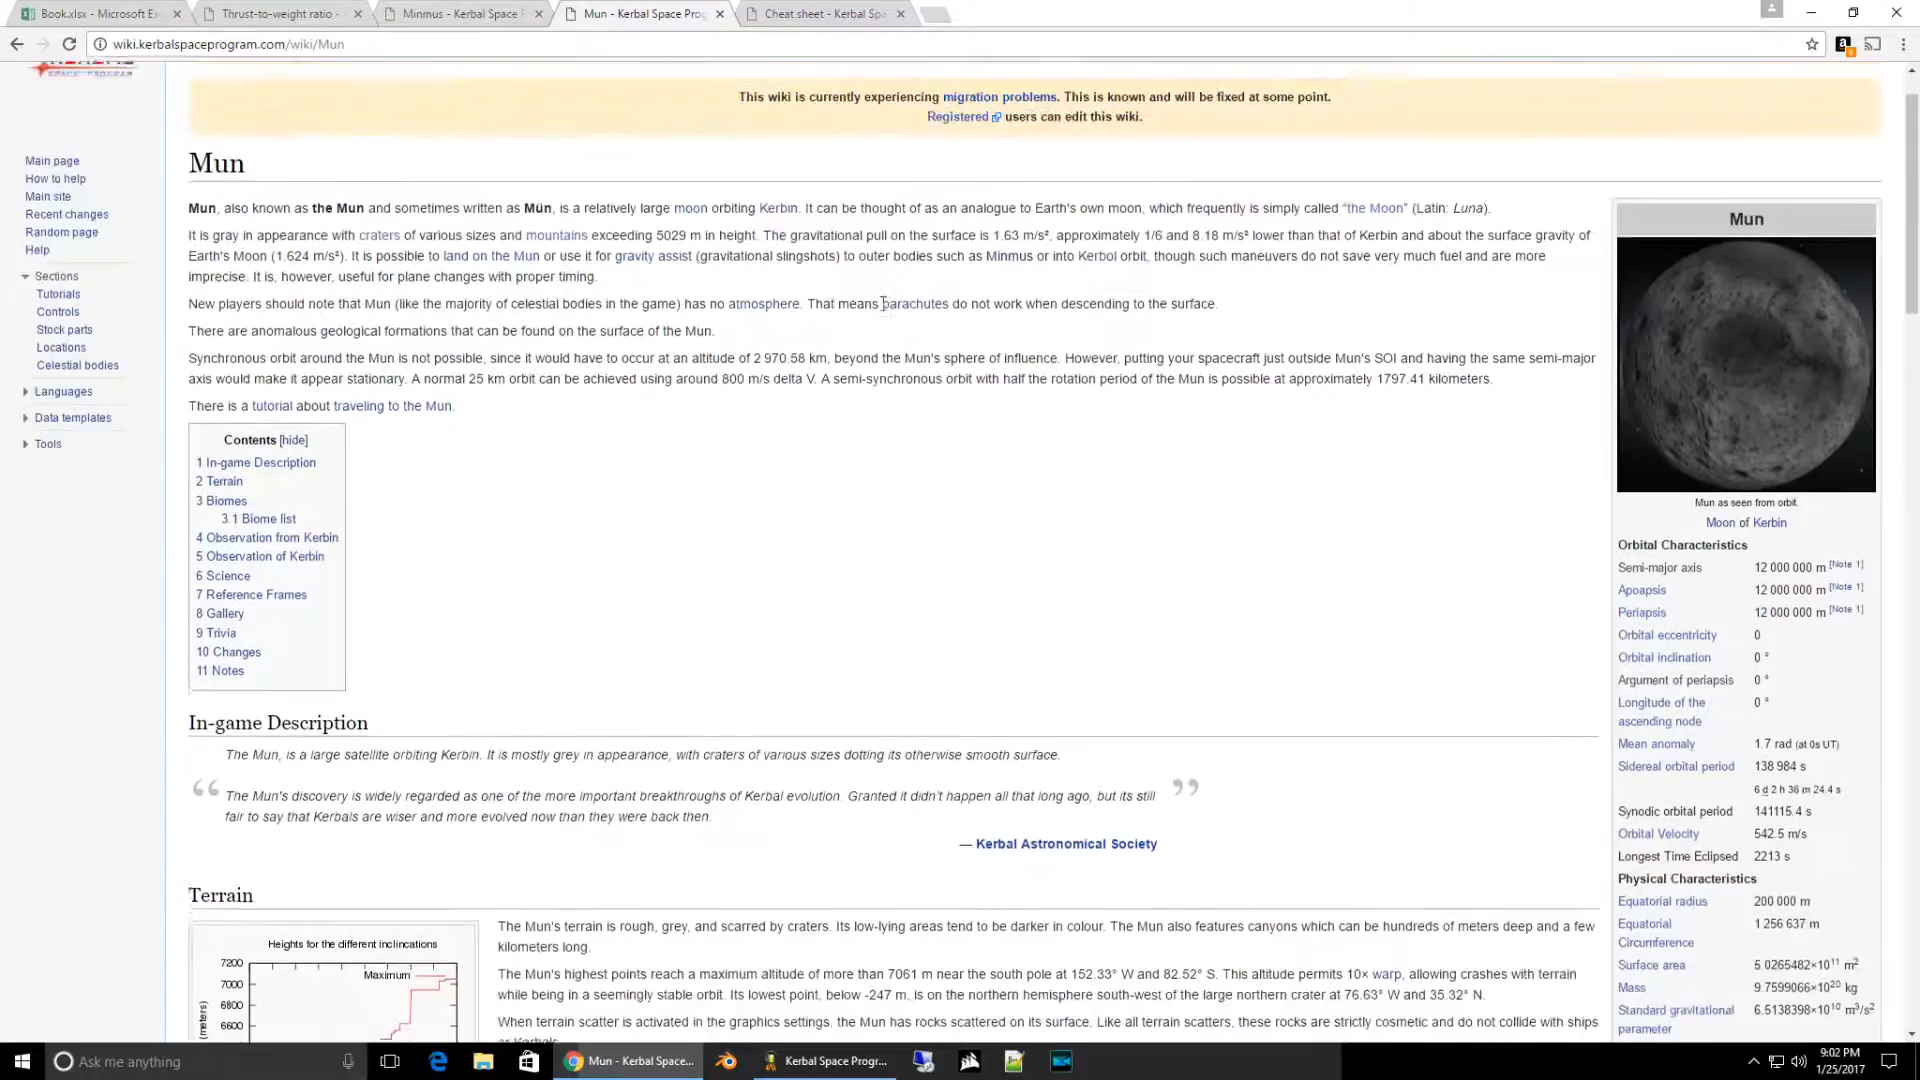 Book.xlsx - Microsoft Ex
Thrust-to-weight ratio -
Minmus - Kerbal Space P
Mun - Kerbal Space Prog
Cheat sheet - Kerbal Spa
wiki.kerbalspaceprogram.com/wiki/Mun
SPACE PROGRAM
This wiki is currently experiencing migration problems. This is known and will be fixed at some point.
Registered users can edit this wiki.
Main page
How to help
Main site
Recent changes
Random page
Help
Sections
Tutorials
Controls
Stock parts
Locations
Celestial bodies
Languages
Data templates
Tools
Mun
Mun, also known as the Mun and sometimes written as Mün, is a relatively large moon orbiting Kerbin. It can be thought of as an analogue to Earth's own moon, which frequently is simply called “the Moon” (Latin: Luna).
It is gray in appearance with craters of various sizes and mountains exceeding 5029 m in height. The gravitational pull on the surface is 1.63 m/s², approximately 1/6 and 8.18 m/s² lower than that of Kerbin and about the surface gravity of
Earth's Moon (1.624 m/s²). It is possible to land on the Mun or use it for gravity assist (gravitational slingshots) to outer bodies such as Minmus or into Kerbol orbit, though such maneuvers do not save very much fuel and are more
imprecise. It is, however, useful for plane changes with proper timing.
New players should note that Mun (like the majority of celestial bodies in the game) has no atmosphere. That means parachutes do not work when descending to the surface.
There are anomalous geological formations that can be found on the surface of the Mun.
Synchronous orbit around the Mun is not possible, since it would have to occur at an altitude of 2 970.58 km, beyond the Mun's sphere of influence. However, putting your spacecraft just outside Mun's SOI and having the same semi-major
axis would make it appear stationary. A normal 25 km orbit can be achieved using around 800 m/s delta V. A semi-synchronous orbit with half the rotation period of the Mun is possible at approximately 1797.41 kilometers.
There is a tutorial about traveling to the Mun.
Contents [hide]
1 In-game Description
2 Terrain
3 Biomes
3.1 Biome list
4 Observation from Kerbin
5 Observation of Kerbin
6 Science
7 Reference Frames
8 Gallery
9 Trivia
10 Changes
11 Notes
In-game Description
The Mun, is a large satellite orbiting Kerbin. It is mostly grey in appearance, with craters of various sizes dotting its otherwise smooth surface.
“ The Mun's discovery is widely regarded as one of the more important breakthroughs of Kerbal evolution. Granted it didn't happen all that long ago, but its still ”
fair to say that Kerbals are wiser and more evolved now than they were back then.
— Kerbal Astronomical Society
Terrain
Heights for the different inclinations
Maximum
7200
7000
6800
6600
(meters)
The Mun's terrain is rough, grey, and scarred by craters. Its low-lying areas tend to be darker in colour. The Mun also features canyons which can be hundreds of meters deep and a few
kilometers long.
The Mun's highest points reach a maximum altitude of more than 7061 m near the south pole at 152.33° W and 82.52° S. This altitude permits 10× warp, allowing crashes with terrain
while being in a seemingly stable orbit. Its lowest point, below -247 m, is on the northern hemisphere south-west of the large northern crater at 76.63° W and 35.32° N.
When terrain scatter is activated in the graphics settings, the Mun has rocks scattered on its surface. Like all terrain scatters, these rocks are strictly cosmetic and do not collide with ships
or Kerbals
Mun
Mun as seen from orbit.
Moon of Kerbin
Orbital Characteristics
Semi-major axis 12 000 000 m [Note 1]
Apoapsis 12 000 000 m [Note 1]
Periapsis 12 000 000 m [Note 1]
Orbital eccentricity 0
Orbital inclination 0 °
Argument of periapsis 0 °
Longitude of the 0 °
ascending node
Mean anomaly 1.7 rad (at 0s UT)
Sidereal orbital period 138 984 s
6 d 2 h 36 m 24.4 s
Synodic orbital period 141115.4 s
Orbital Velocity 542.5 m/s
Longest Time Eclipsed 2213 s
Physical Characteristics
Equatorial radius 200 000 m
Equatorial 1 256 637 m
Circumference
Surface area 5.0265482×10¹¹ m²
Mass 9.7599066×10²⁰ kg
Standard gravitational 6.5138398×10¹⁰ m³/s²
parameter
Ask me anything
Mun - Kerbal Space...
Kerbal Space Progr...
9:02 PM
1/25/2017